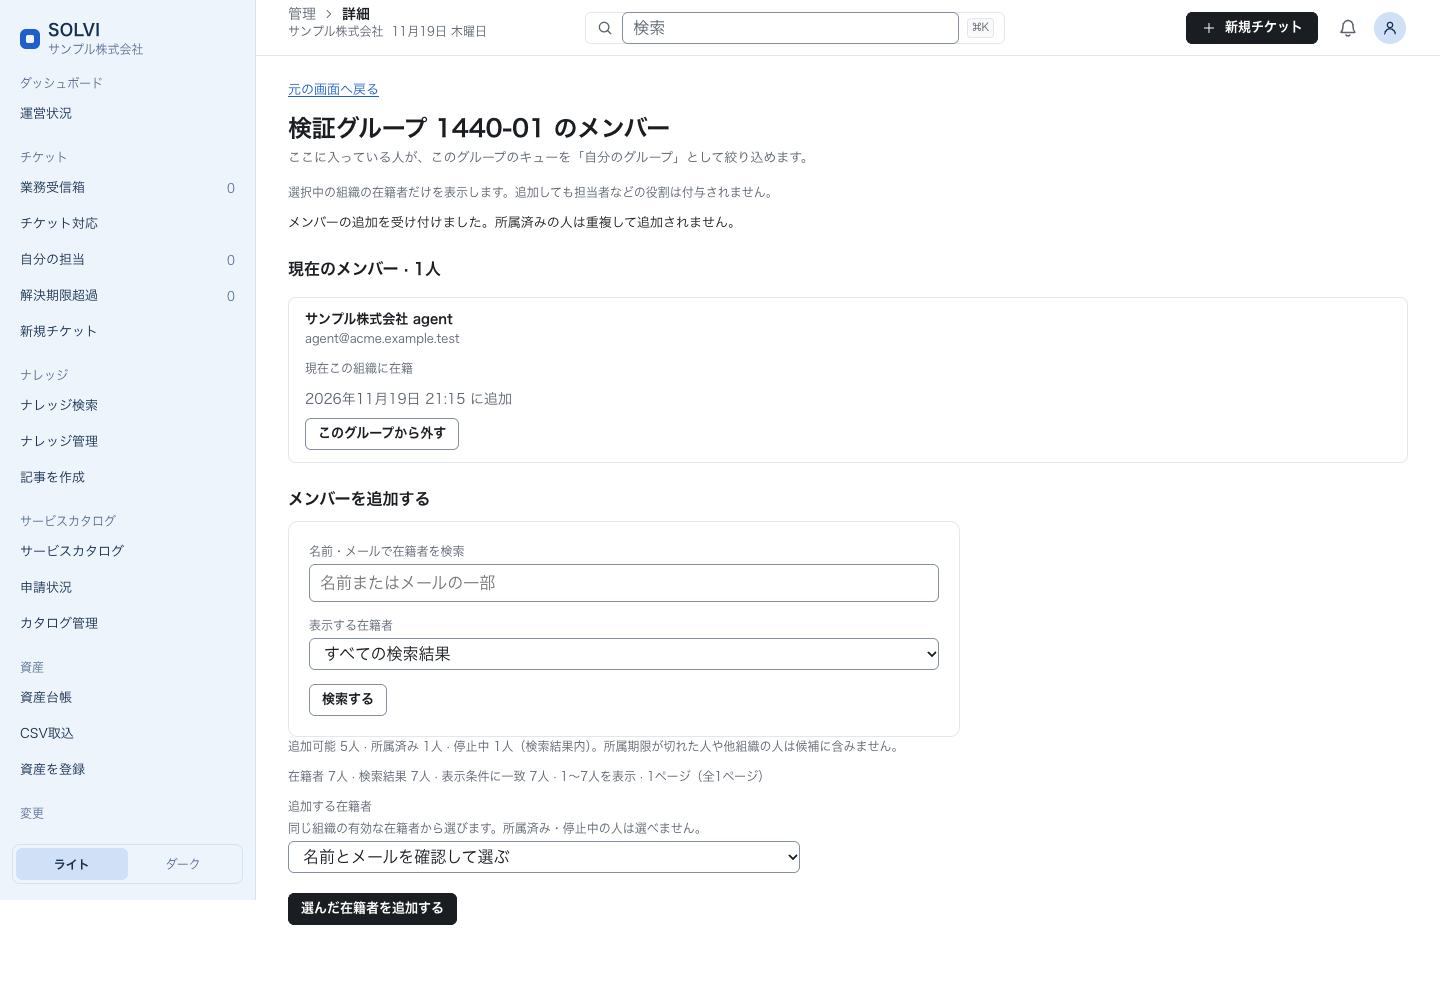 SOLVI
サンプル株式会社
ダッシュボード
運営状況
チケット
業務受信箱 0
チケット対応
自分の担当 0
解決期限超過 0
新規チケット
ナレッジ
ナレッジ検索
ナレッジ管理
記事を作成
サービスカタログ
サービスカタログ
申請状況
カタログ管理
資産
資産台帳
CSV取込
資産を登録
変更
ライト ダーク
管理 > 詳細
サンプル株式会社 11月19日 木曜日
検索 ⌘K
+ 新規チケット
元の画面へ戻る
検証グループ 1440-01 のメンバー
ここに入っている人が、このグループのキューを「自分のグループ」として絞り込めます。
選択中の組織の在籍者だけを表示します。追加しても担当者などの役割は付与されません。
メンバーの追加を受け付けました。所属済みの人は重複して追加されません。
現在のメンバー · 1人
サンプル株式会社 agent
agent@acme.example.test
現在この組織に在籍
2026年11月19日 21:15 に追加
このグループから外す
メンバーを追加する
名前・メールで在籍者を検索
名前またはメールの一部
表示する在籍者
すべての検索結果
検索する
追加可能 5人 · 所属済み 1人 · 停止中 1人（検索結果内）。所属期限が切れた人や他組織の人は候補に含みません。
在籍者 7人 · 検索結果 7人 · 表示条件に一致 7人 · 1〜7人を表示 · 1ページ（全1ページ）
追加する在籍者
同じ組織の有効な在籍者から選びます。所属済み・停止中の人は選べません。
名前とメールを確認して選ぶ
選んだ在籍者を追加する